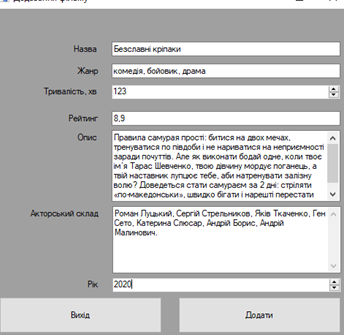 Додавання фільму
Назва
Безславні кріпаки
Жанр
комедія, бойовик, драма
Тривалість, хв
123
Рейтинг
8,9
Опис
Правила самурая прості: битися на двох мечах,
тренуватися по півдоби і не нариватися на неприємності
заради почуттів. Але як виконати бодай одне, коли твоє
ім'я Тарас Шевченко, твою дівчину мордує поганець, а
твій наставник лупцює тебе, аби натренувати залізну
волю? Доведеться стати самураєм за 2 дні: стріляти
«по-македонськи», швидко бігати і нарешті перестати
Акторський склад
Роман Луцький, Сергій Стрельников, Яків Ткаченко, Ген
Сето, Катерина Слюсар, Андрій Борис, Андрій
Малинович.
Рік
2020
Вихід
Додати